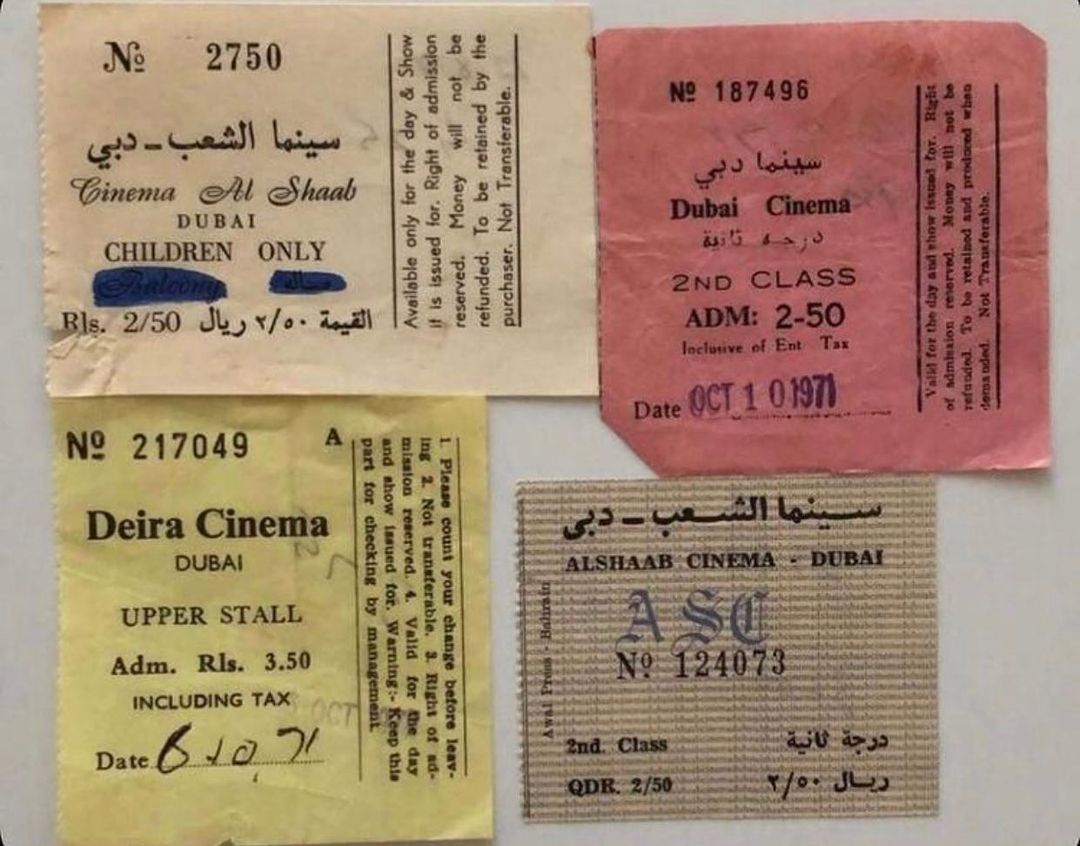 № 2750
سينما الشعب - دبي
Cinema Al Shaab
DUBAI
CHILDREN ONLY
Balcony صاله
Rls. 2/50 القيمة ٢/٥٠ ريال
Available only for the day & Show
it is issued for. Right of admission
reserved. Money will not be
refunded. To be retained by the
purchaser. Not Transferable.
№ 187496
سينما دبي
Dubai Cinema
درجه ثانية
2ND CLASS
ADM: 2-50
Inclusive of Ent Tax
Date OCT 10 1971
Valid for the day and show issued for. Right
of admission reserved. Money will not be
refunded. To be retained and produced when
demanded. Not Transferable.
№ 217049 A
Deira Cinema
DUBAI
UPPER STALL
Adm. Rls. 3.50
INCLUDING TAX
OCT
Date 6 10 71
1. Please count your change before leav-
ing 2. Not transferable. 3. Right of ad-
mission reserved. 4. Valid for the day
and show issued for. Warning:- Keep this
part for checking by management.
سينما الشعب - دبي
ALSHAAB CINEMA - DUBAI
ASC
№ 124073
2nd. Class درجة ثانية
QDR. 2/50 ريال ٢/٥٠
Awal Press - Bahrain